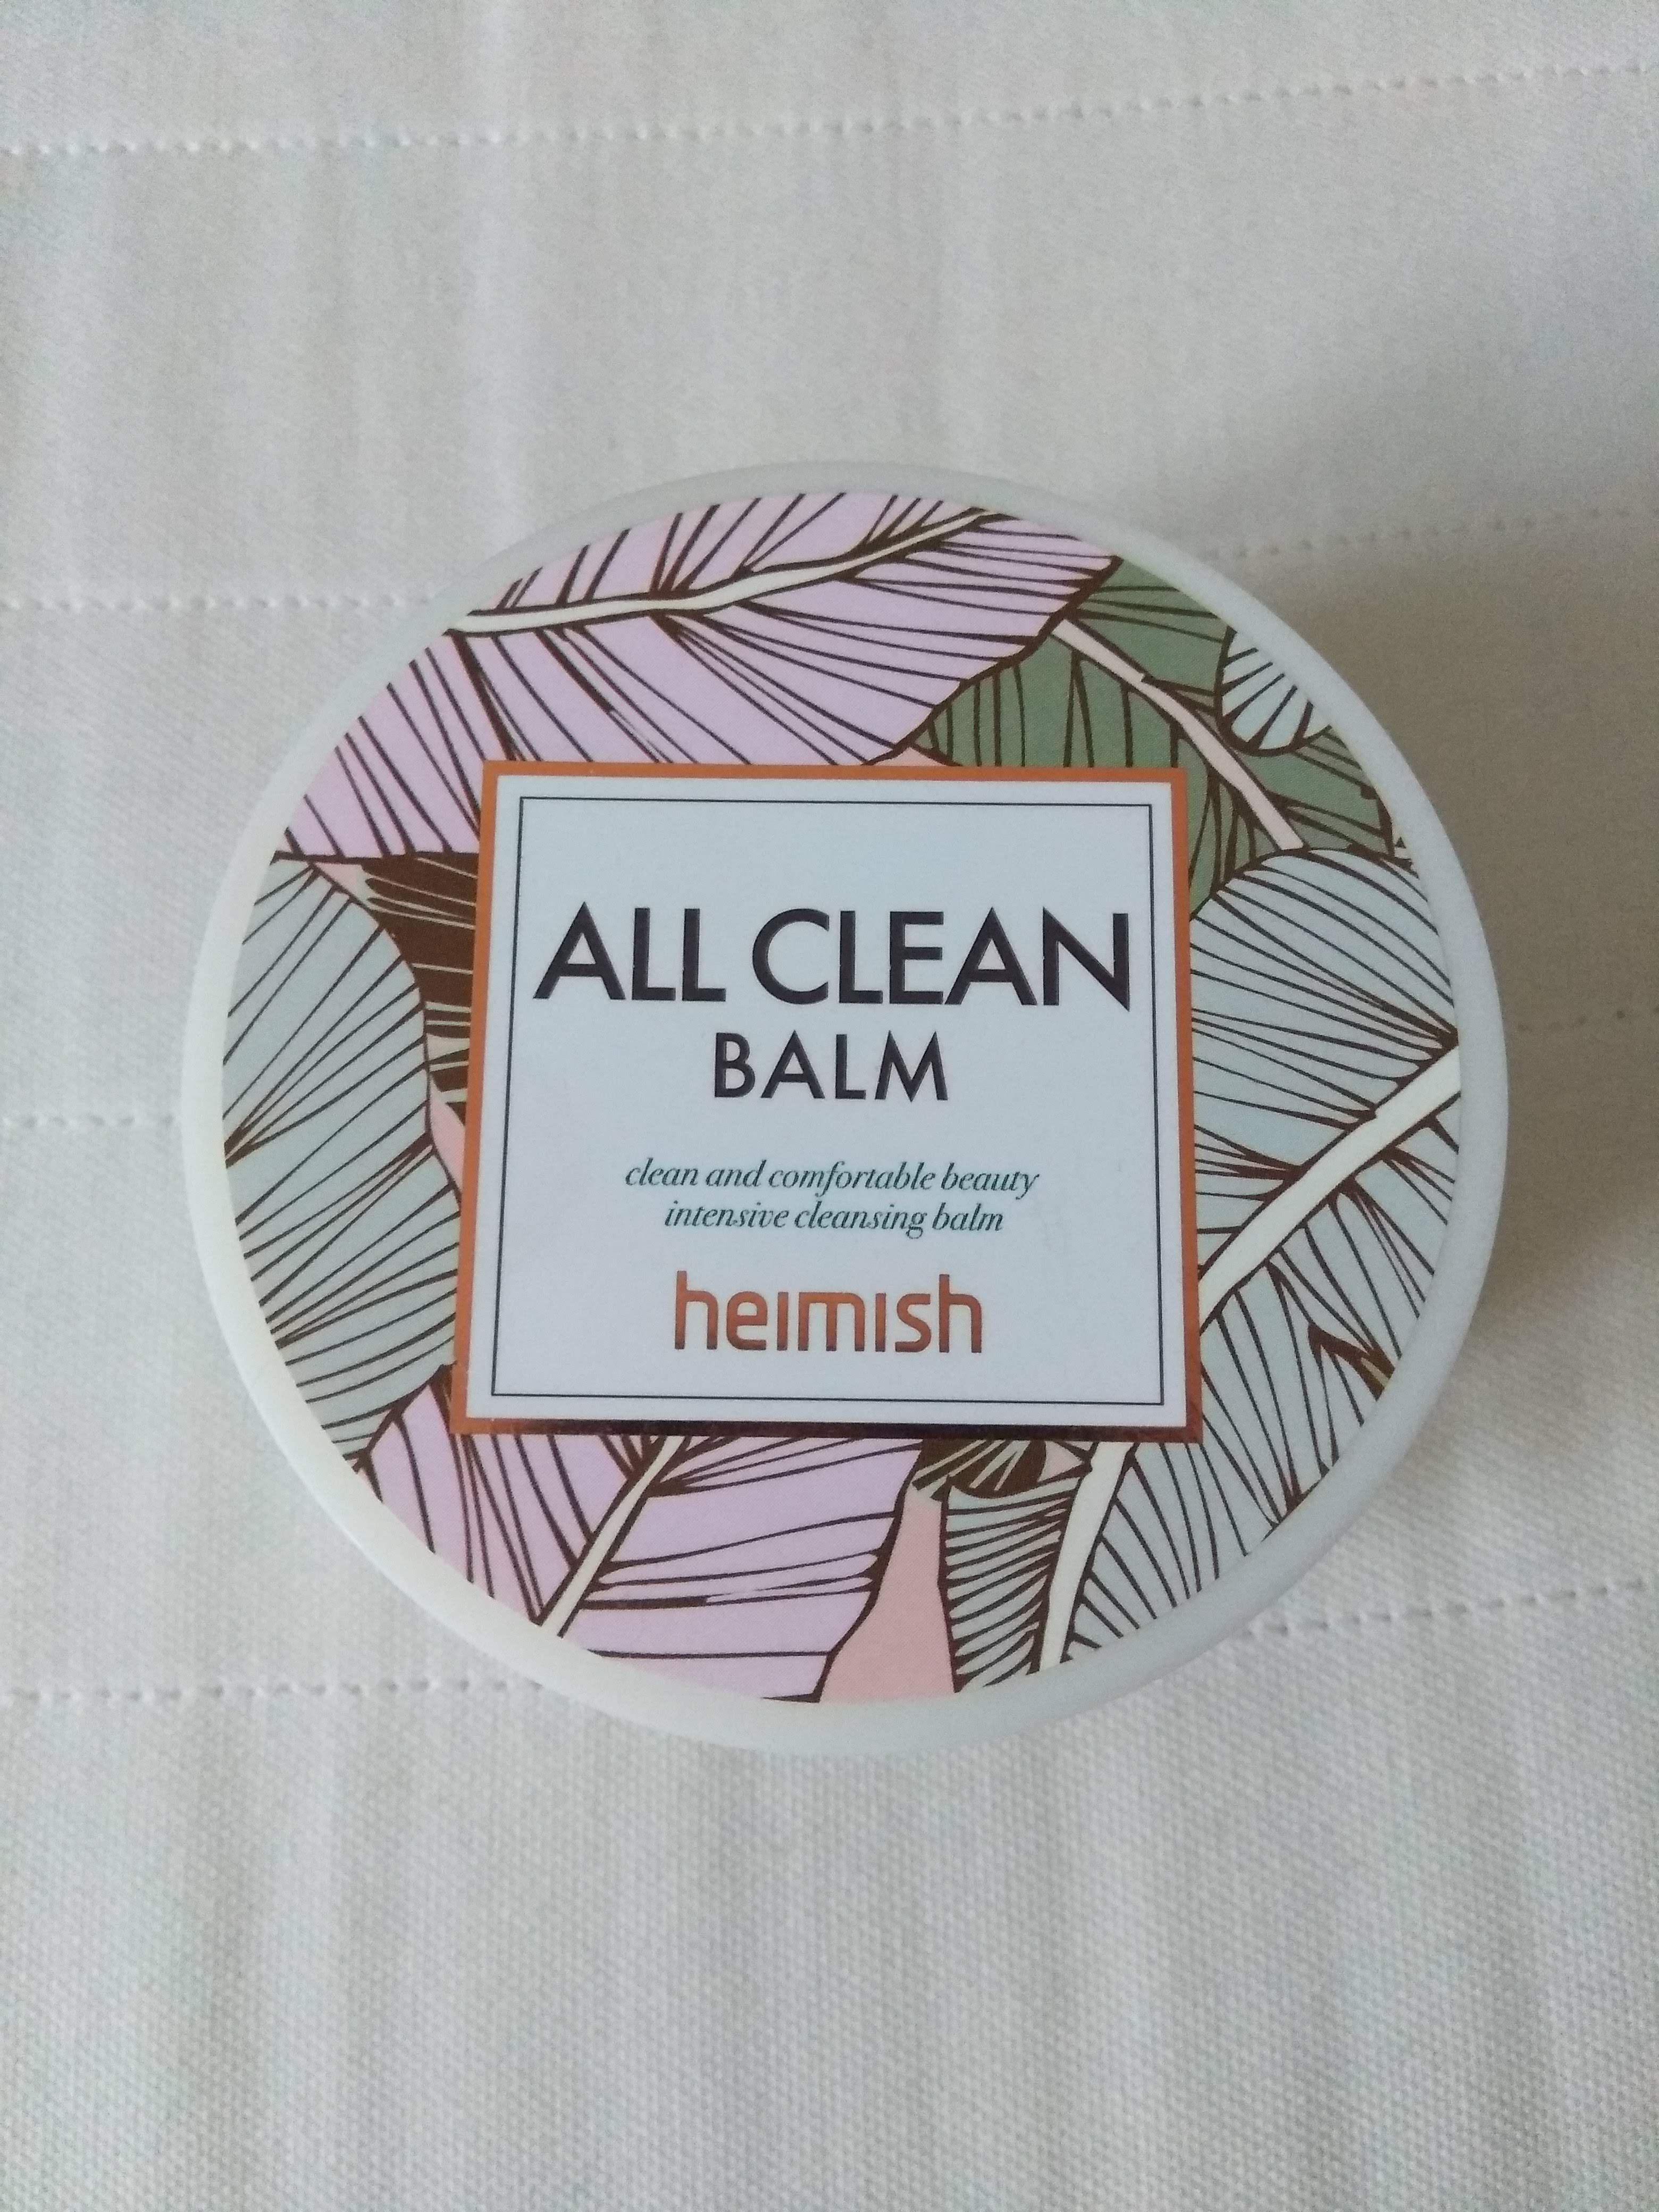 ALL CLEAN
BALM
clean and comfortable beauty
intensive cleansing balm
heimish